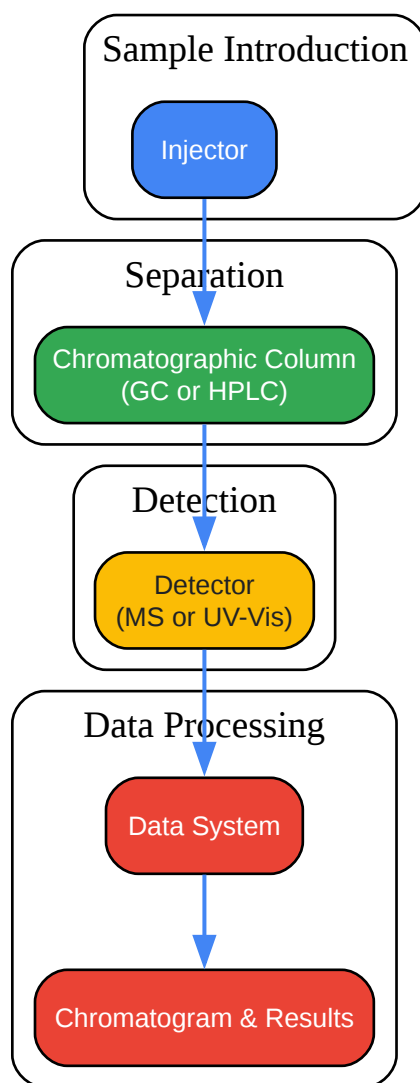 Sample Introduction
Injector
Separation
Chromatographic Column
(GC or HPLC)
Detection
Detector
(MS or UV-Vis)
Data Processing
Data System
Chromatogram & Results